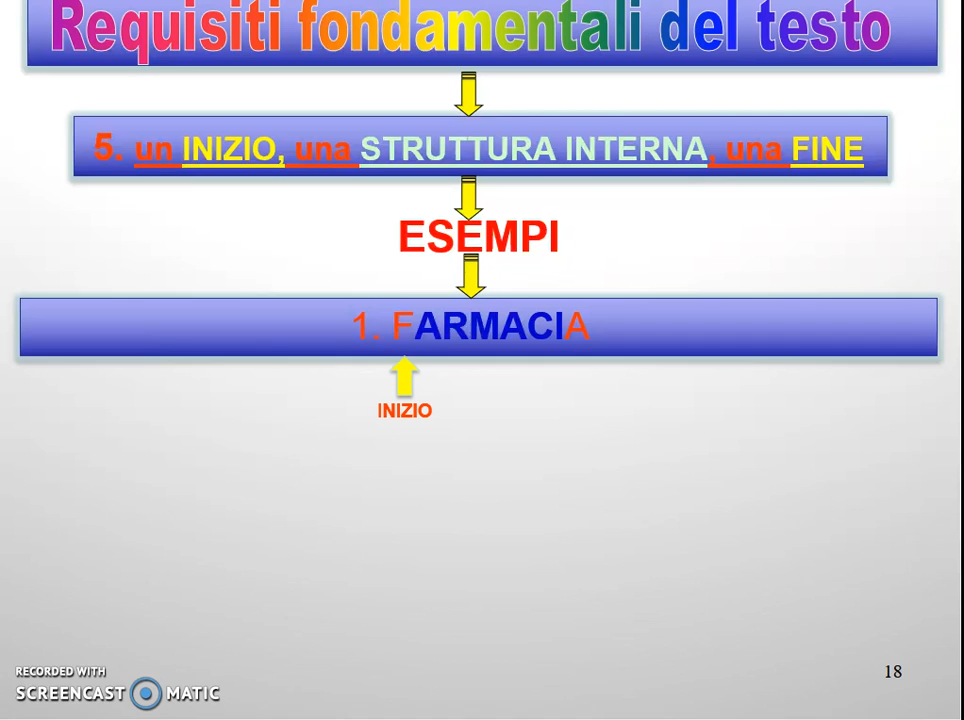 Requisiti fondamentali del testo
5. un INIZIO, una STRUTTURA INTERNA, una FINE
ESEMPI
1. FARMACIA
INIZIO
18
RECORDED WITH
SCREENCAST MATIC